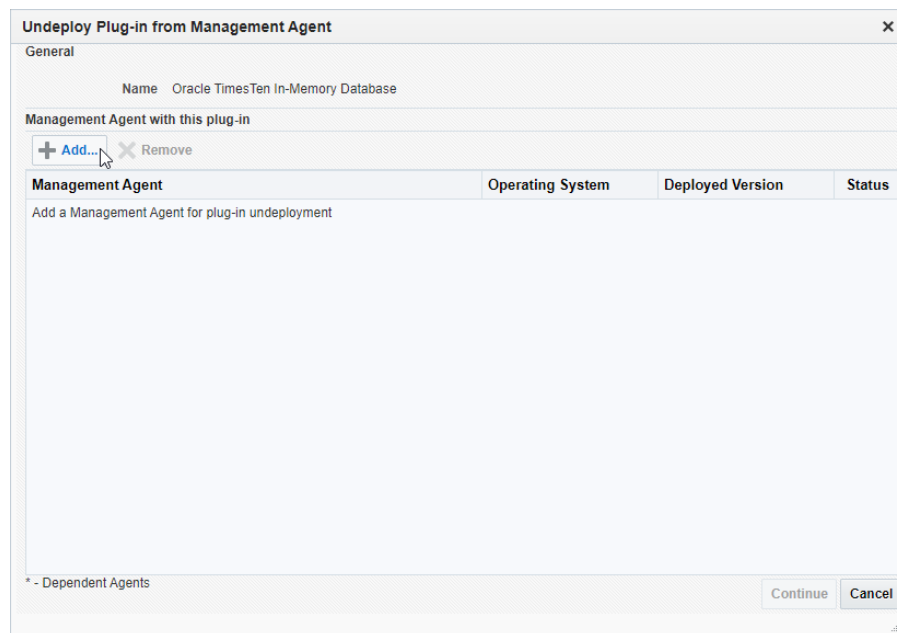 Undeploy Plug-in from Management Agent
General
Name Oracle TimesTen In-Memory Database
Management Agent with this plug-in
Add... Remove
Management Agent Operating System Deployed Version Status
Add a Management Agent for plug-in undeployment
* - Dependent Agents
Continue Cancel